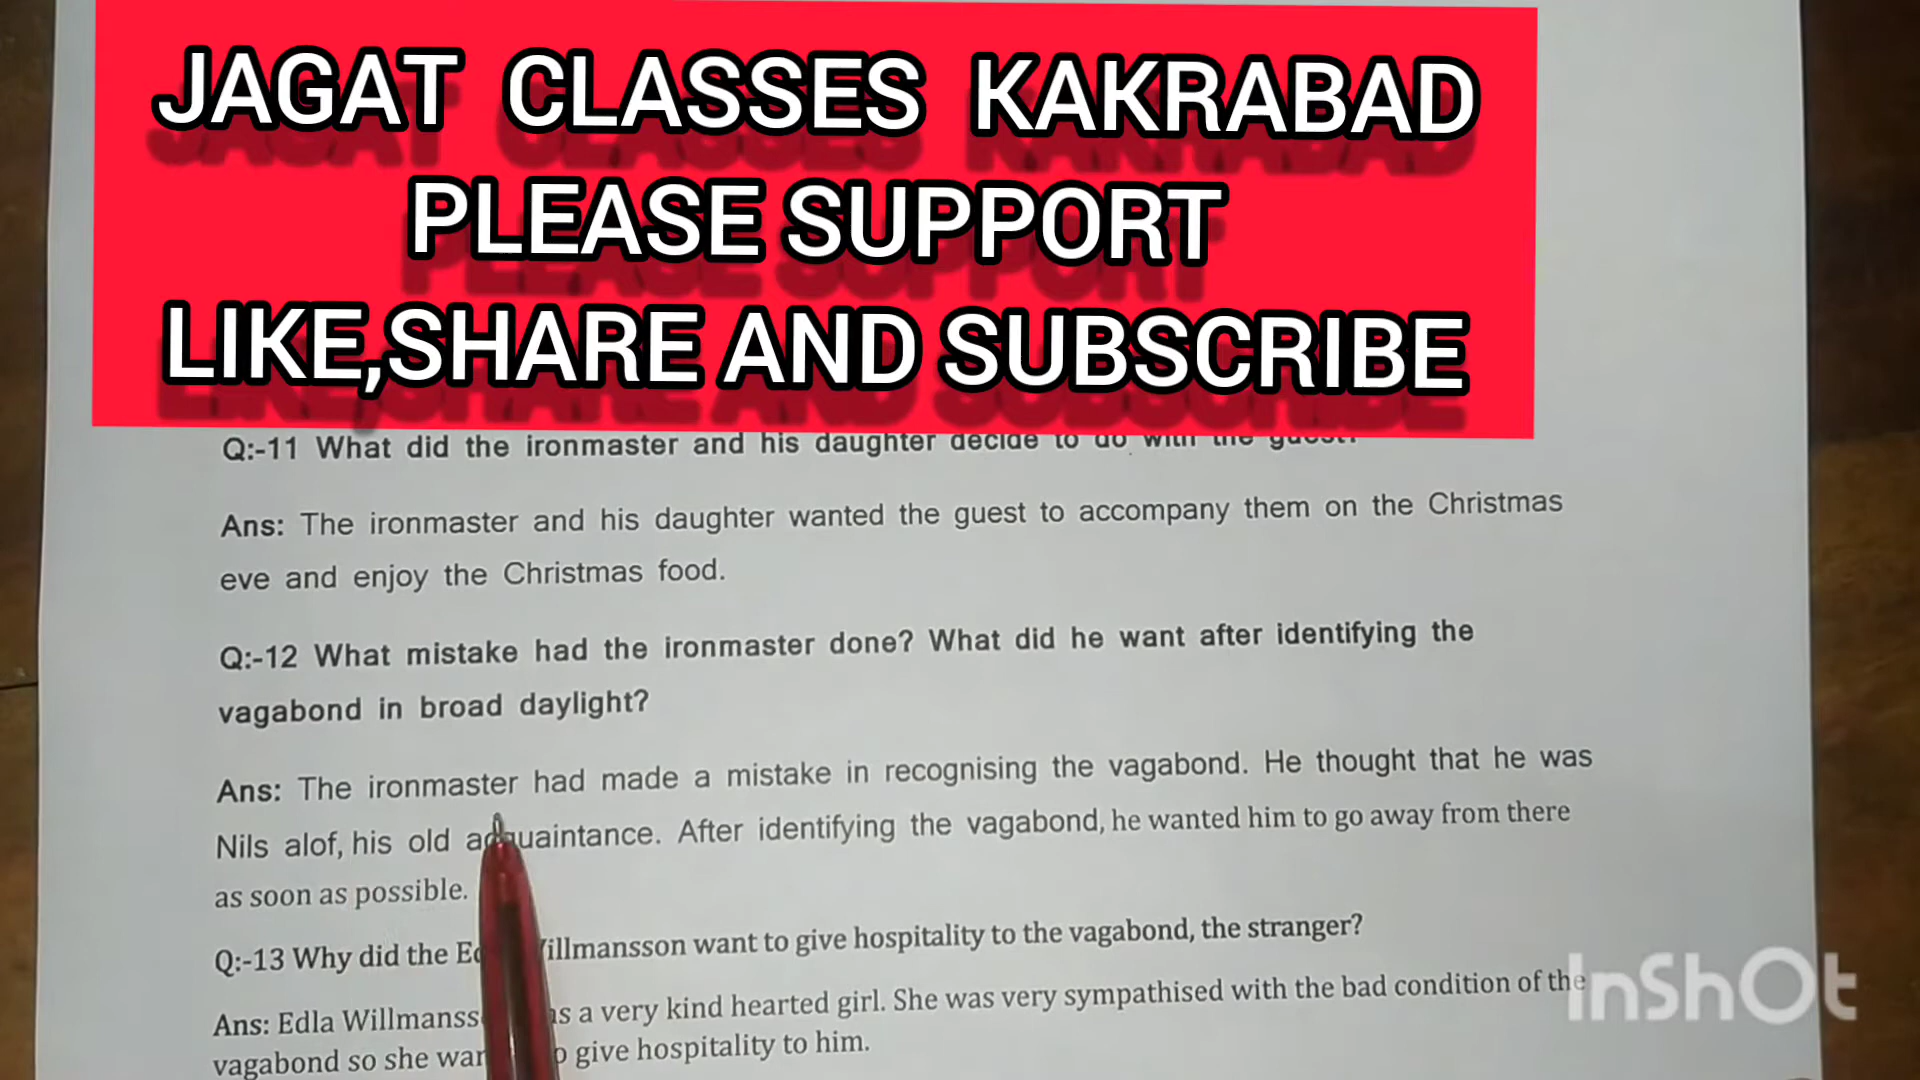 JAGAT CLASSES KAKRABAD
PLEASE SUPPORT
LIKE,SHARE AND SUBSCRIBE
Q:-11 What did the ironmaster and his daughter decide to do with the guest?
Ans: The ironmaster and his daughter wanted the guest to accompany them on the Christmas
eve and enjoy the Christmas food.
Q:-12 What mistake had the ironmaster done? What did he want after identifying the
vagabond in broad daylight?
Ans: The ironmaster had made a mistake in recognising the vagabond. He thought that he was
Nils alof, his old acquaintance. After identifying the vagabond, he wanted him to go away from there
as soon as possible.
Q:-13 Why did the Willmansson want to give hospitality to the vagabond, the stranger?
Ans: Edla a very kind hearted girl. She was very sympathised with the bad condition of the
vagabond so she give hospitality to him.
InShOt